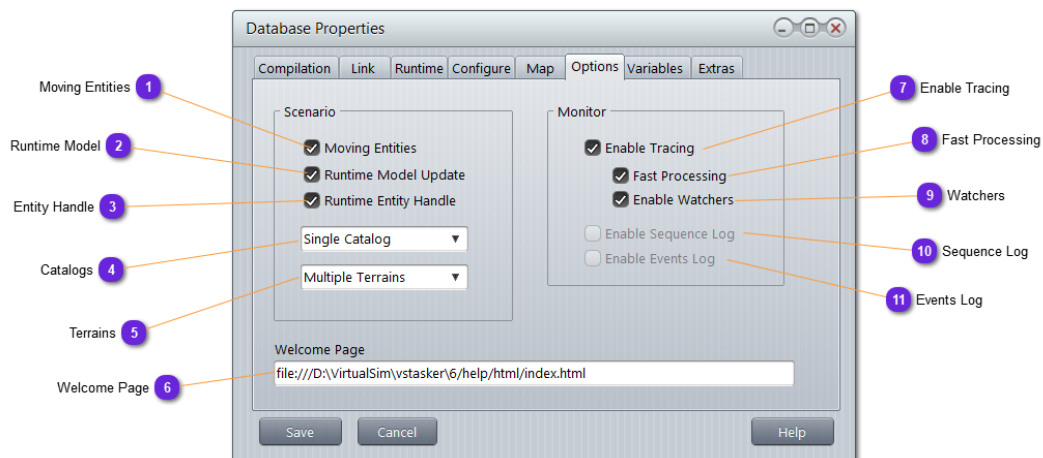 Database Properties
Compilation Link Runtime Configure Map Options Variables Extras
Moving Entities 1
Runtime Model 2
Entity Handle 3
Catalogs 4
Terrains 5
Welcome Page 6
Scenario
Moving Entities
Runtime Model Update
Runtime Entity Handle
Single Catalog
Multiple Terrains
Monitor
Enable Tracing
Fast Processing
Enable Watchers
Enable Sequence Log
Enable Events Log
7 Enable Tracing
8 Fast Processing
9 Watchers
10 Sequence Log
11 Events Log
Welcome Page
file:///D:\VirtualSim\vstasker\6/help/html/index.html
Save Cancel Help